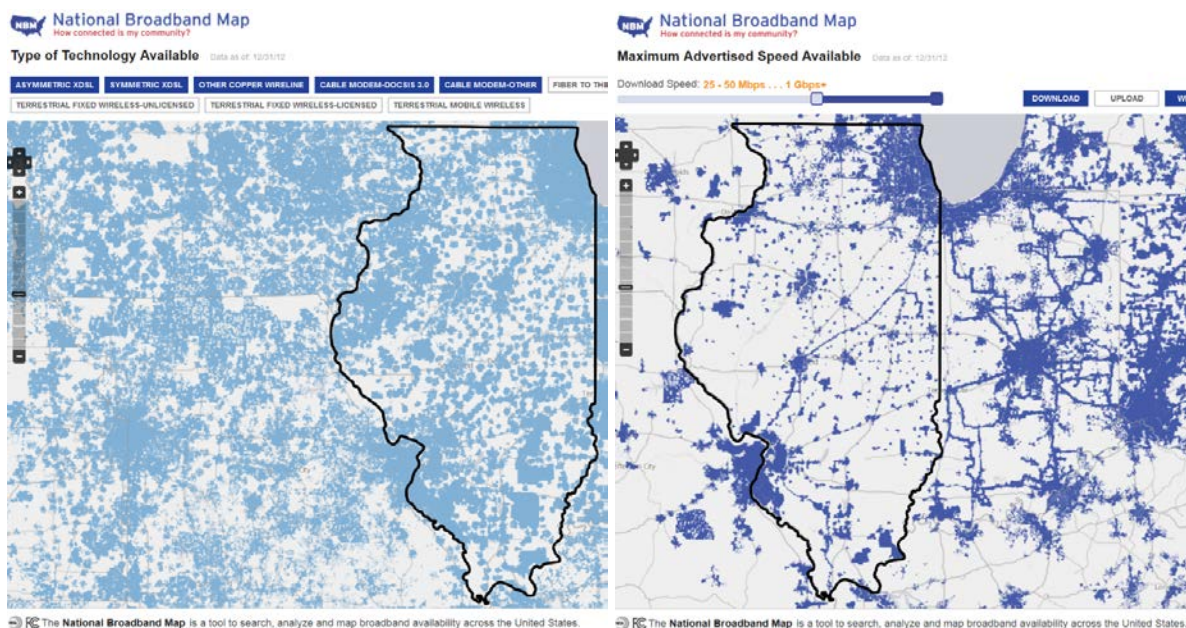 NBM National Broadband Map
How connected is my community?
Type of Technology Available Data as of: 12/31/12
ASYMMETRIC XDSL SYMMETRIC XDSL OTHER COPPER WIRELINE CABLE MODEM-DOCSIS 3.0 CABLE MODEM-OTHER FIBER TO THE
TERRESTRIAL FIXED WIRELESS-UNLICENSED TERRESTRIAL FIXED WIRELESS-LICENSED TERRESTRIAL MOBILE WIRELESS
FC The National Broadband Map is a tool to search, analyze and map broadband availability across the United States.
NBM National Broadband Map
How connected is my community?
Maximum Advertised Speed Available Data as of: 12/31/12
Download Speed: 25 - 50 Mbps . . . 1 Gbps+
DOWNLOAD UPLOAD
FC The National Broadband Map is a tool to search, analyze and map broadband availability across the United States.